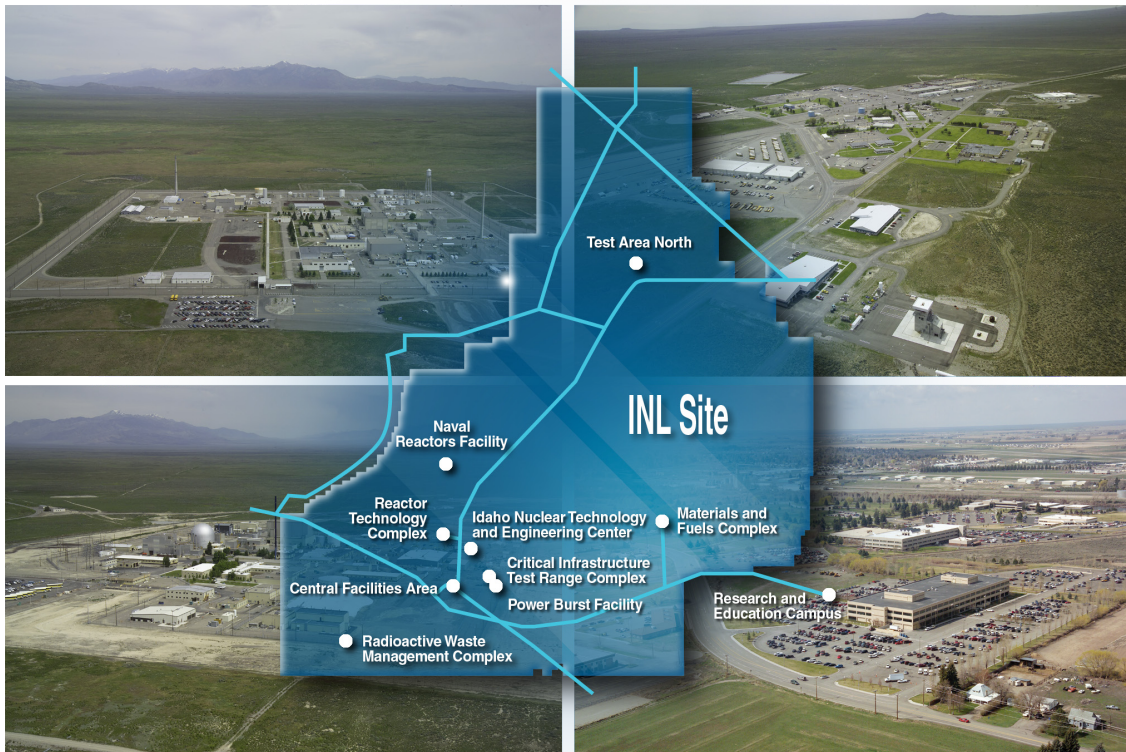 Test Area North
INL Site
Naval
Reactors Facility
Reactor
Technology
Complex
Idaho Nuclear Technology
and Engineering Center
Materials and
Fuels Complex
Critical Infrastructure
Test Range Complex
Central Facilities Area
Power Burst Facility
Research and
Education Campus
Radioactive Waste
Management Complex